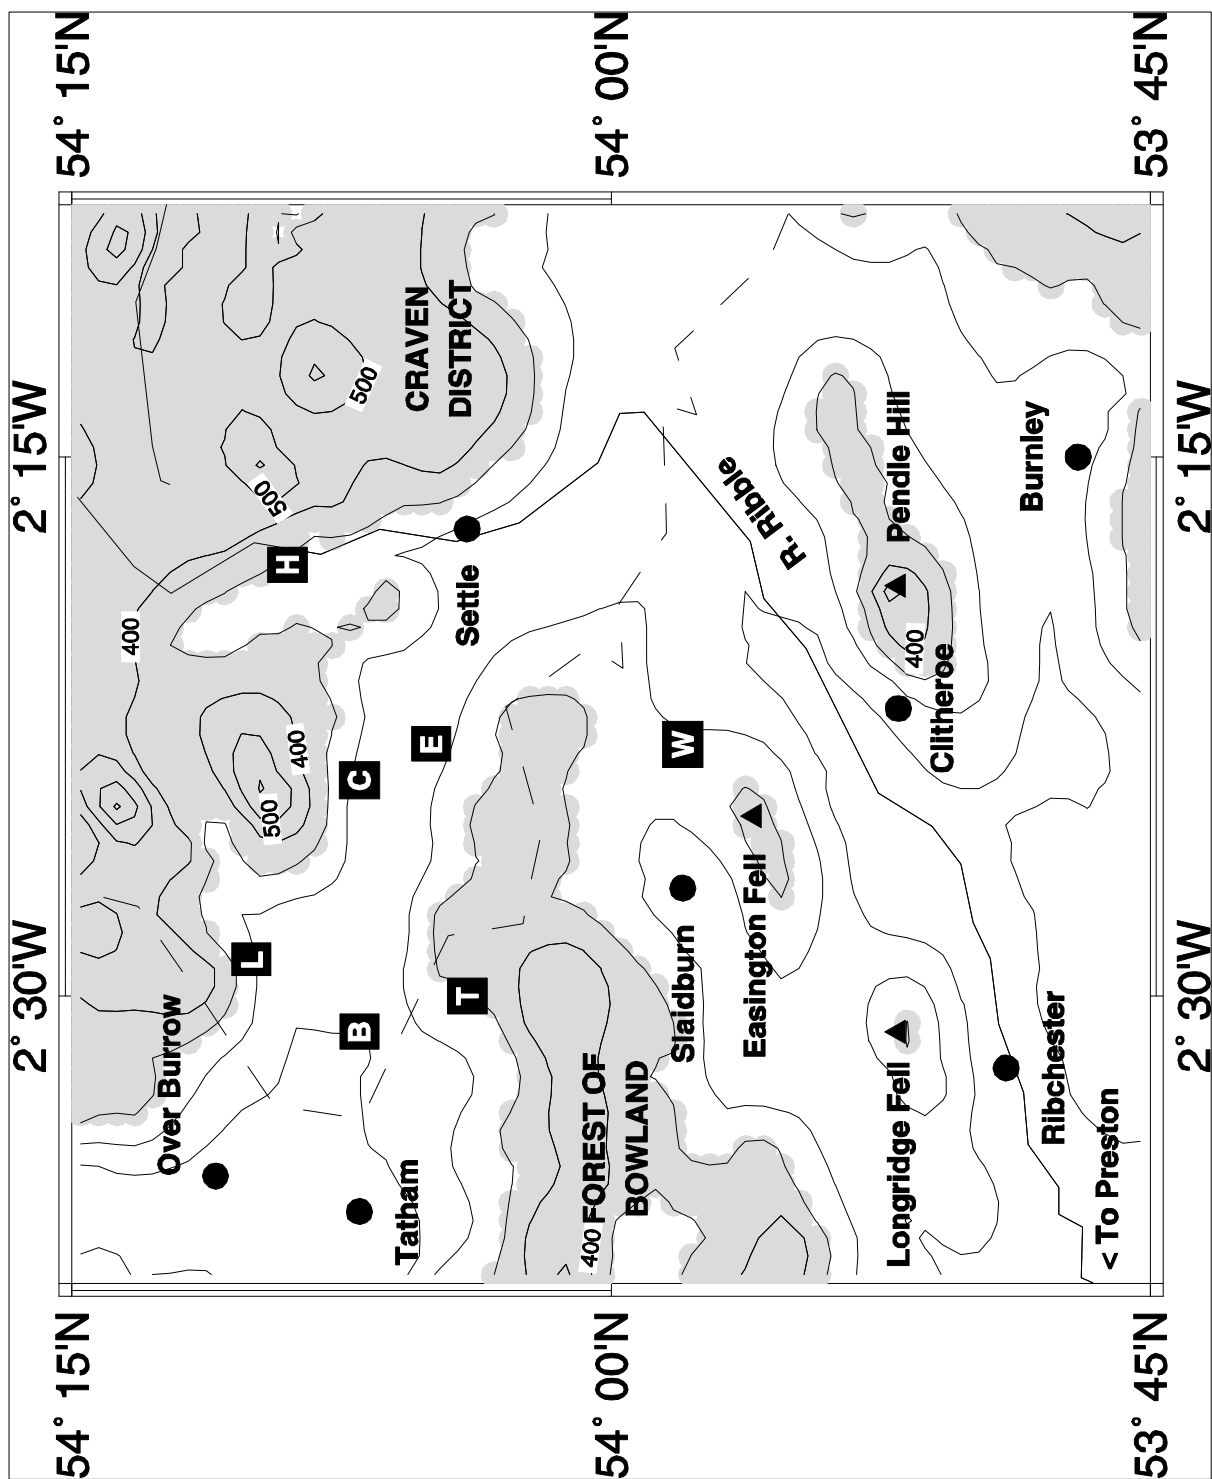 2° 30'W
2° 15'W
54° 15'N
54° 15'N
Over Burrow
400
L
500
400
H
500
500
Tatham
B
C
E
CRAVEN
DISTRICT
T
Settle
400
FOREST OF
BOWLAND
54° 00'N
54° 00'N
Slaidburn
W
Easington Fell
R. Ribble
Longridge Fell
400
Pendle Hill
Clitheroe
Ribchester
Burnley
< To Preston
53° 45'N
53° 45'N
2° 30'W
2° 15'W